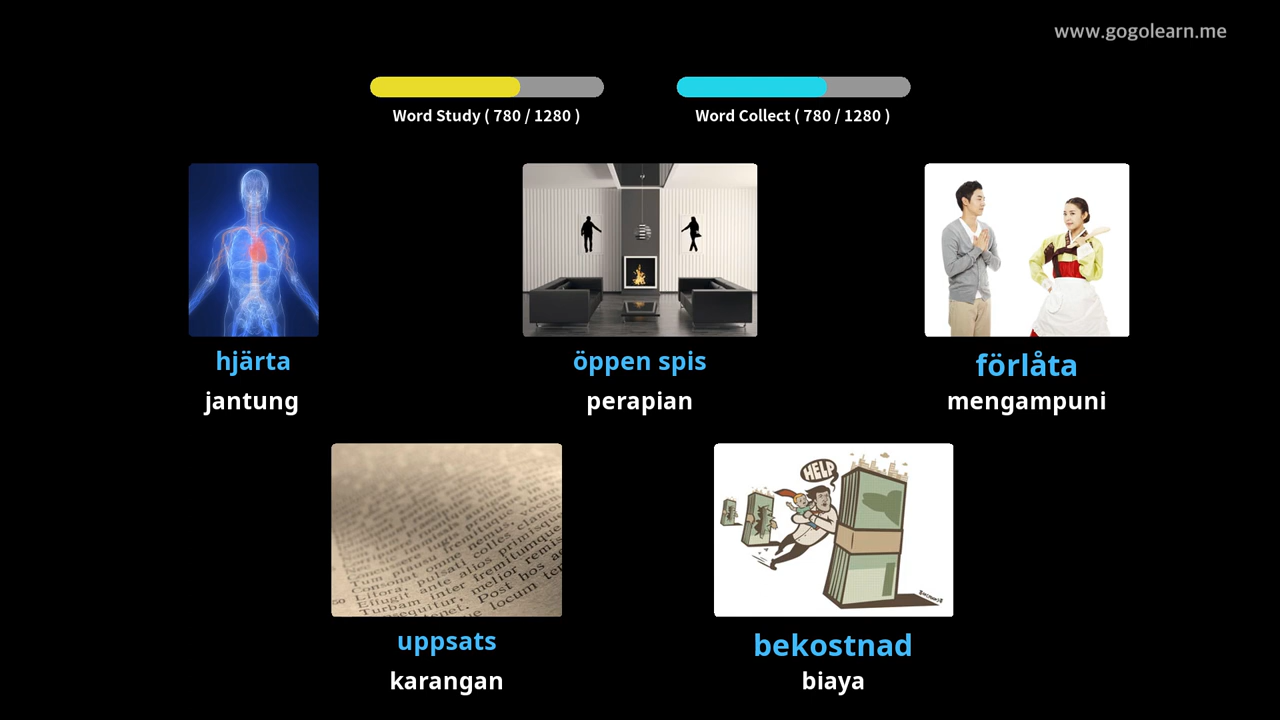 www.gogolearn.me
Word Study ( 780 / 1280 )
Word Collect ( 780 / 1280 )
hjärta
jantung
öppen spis
perapian
förlåta
mengampuni
HELP
uppsats
karangan
bekostnad
biaya